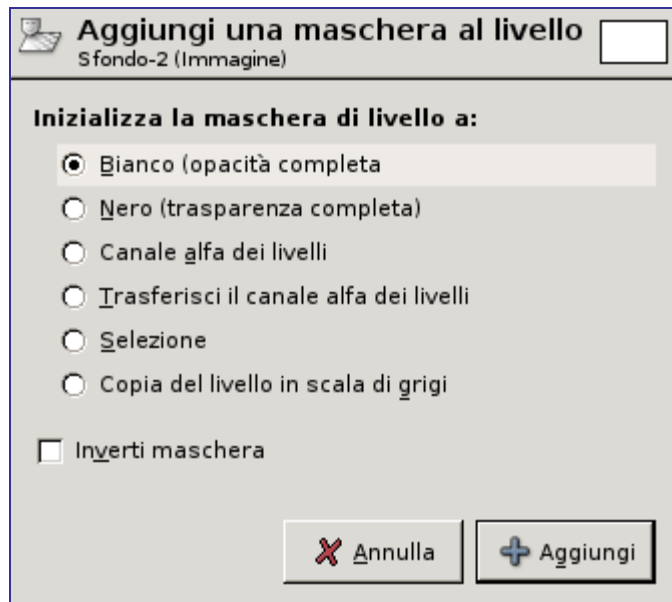 Aggiungi una maschera al livello
Sfondo-2 (Immagine)
Inizializza la maschera di livello a:
Bianco (opacità completa
Nero (trasparenza completa)
Canale alfa dei livelli
Trasferisci il canale alfa dei livelli
Selezione
Copia del livello in scala di grigi
Inverti maschera
Annulla
Aggiungi